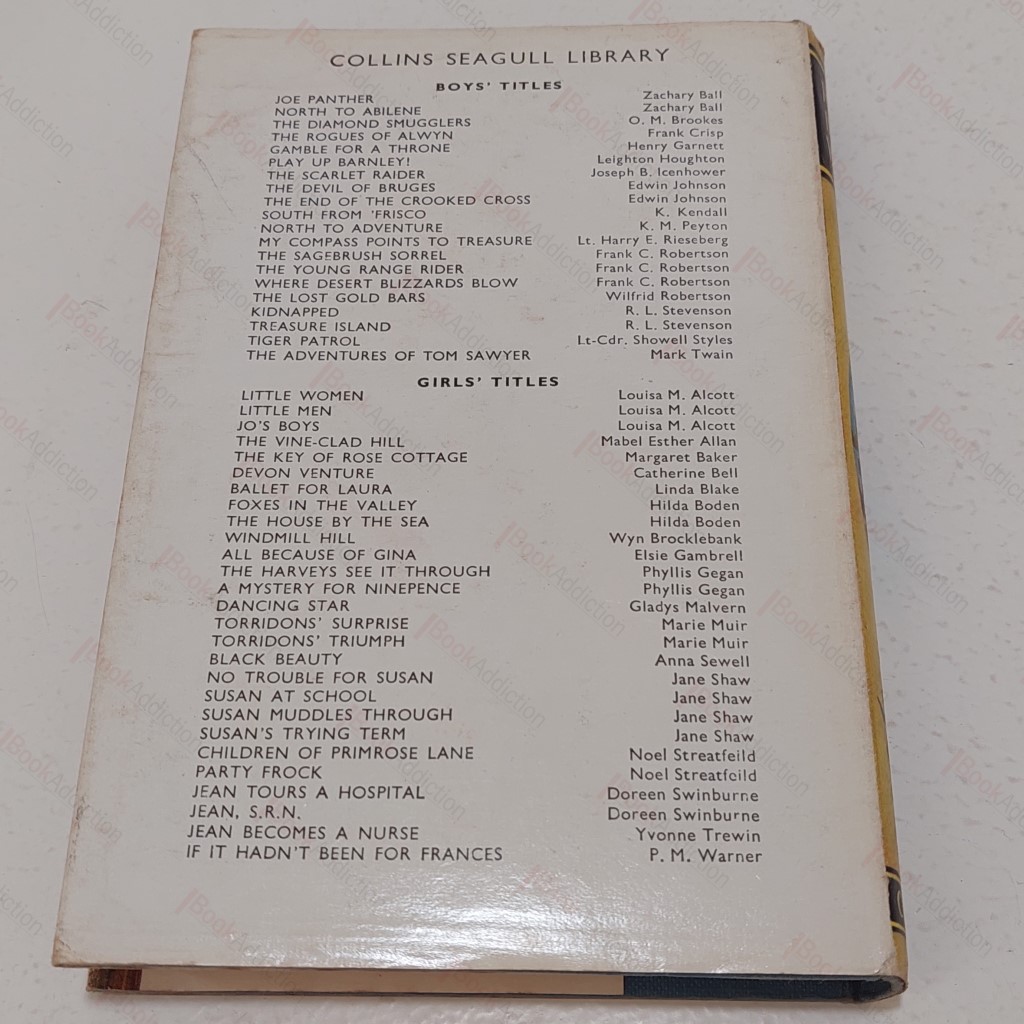 COLLINS SEAGULL LIBRARY
BOYS' TITLES
JOE PANTHER Zachary Ball
NORTH TO ABILENE Zachary Ball
THE DIAMOND SMUGGLERS O. M. Brookes
THE ROGUES OF ALWYN Frank Crisp
GAMBLE FOR A THRONE Henry Garnett
PLAY UP BARNLEY! Leighton Houghton
THE SCARLET RAIDER Joseph B. Icenhower
THE DEVIL OF BRUGES Edwin Johnson
THE END OF THE CROOKED CROSS Edwin Johnson
SOUTH FROM 'FRISCO K. Kendall
NORTH TO ADVENTURE K. M. Peyton
MY COMPASS POINTS TO TREASURE Lt. Harry E. Rieseberg
THE SAGEBRUSH SORREL Frank C. Robertson
THE YOUNG RANGE RIDER Frank C. Robertson
WHERE DESERT BLIZZARDS BLOW Frank C. Robertson
THE LOST GOLD BARS Wilfrid Robertson
KIDNAPPED R. L. Stevenson
TREASURE ISLAND R. L. Stevenson
TIGER PATROL Lt-Cdr. Showell Styles
THE ADVENTURES OF TOM SAWYER Mark Twain
GIRLS' TITLES
LITTLE WOMEN Louisa M. Alcott
LITTLE MEN Louisa M. Alcott
JO'S BOYS Louisa M. Alcott
THE VINE-CLAD HILL Mabel Esther Allan
THE KEY OF ROSE COTTAGE Margaret Baker
DEVON VENTURE Catherine Bell
BALLET FOR LAURA Linda Blake
FOXES IN THE VALLEY Hilda Boden
THE HOUSE BY THE SEA Hilda Boden
WINDMILL HILL Wyn Brocklebank
ALL BECAUSE OF GINA Elsie Gambrell
THE HARVEYS SEE IT THROUGH Phyllis Gegan
A MYSTERY FOR NINEPENCE Phyllis Gegan
DANCING STAR Gladys Malvern
TORRIDONS' SURPRISE Marie Muir
TORRIDONS' TRIUMPH Marie Muir
BLACK BEAUTY Anna Sewell
NO TROUBLE FOR SUSAN Jane Shaw
SUSAN AT SCHOOL Jane Shaw
SUSAN MUDDLES THROUGH Jane Shaw
SUSAN'S TRYING TERM Jane Shaw
CHILDREN OF PRIMROSE LANE Noel Streatfeild
PARTY FROCK Noel Streatfeild
JEAN TOURS A HOSPITAL Doreen Swinburne
JEAN, S.R.N. Doreen Swinburne
JEAN BECOMES A NURSE Yvonne Trewin
IF IT HADN'T BEEN FOR FRANCES P. M. Warner
BookAddiction